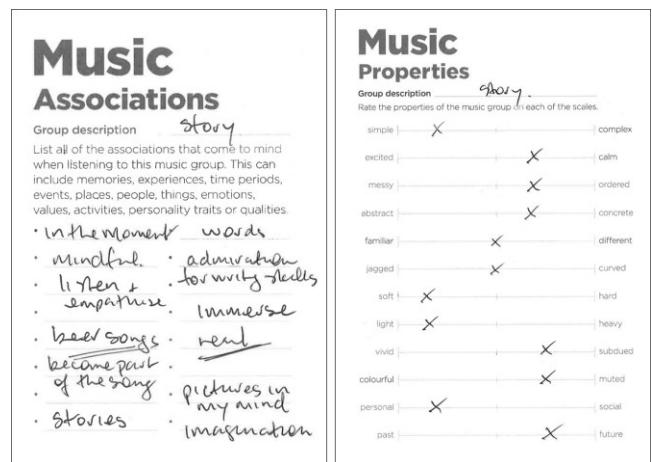 Music
Associations
Group description story
List all of the associations that come to mind
when listening to this music group. This can
include memories, experiences, time periods,
events, places, people, things, emotions,
values, activities, personality traits or qualities.
• in the moment
• mindful.
• listen +
empathise
• beer songs
• become part
of the song
• stories
words
• admiration
for writing skills
immerse
real
• pictures in
my mind
• imagination
Music
Properties
Group description story.
Rate the properties of the music group on each of the scales.
simple complex
excited calm
messy ordered
abstract concrete
familiar different
jagged curved
soft hard
light heavy
vivid subdued
colourful muted
personal social
past future